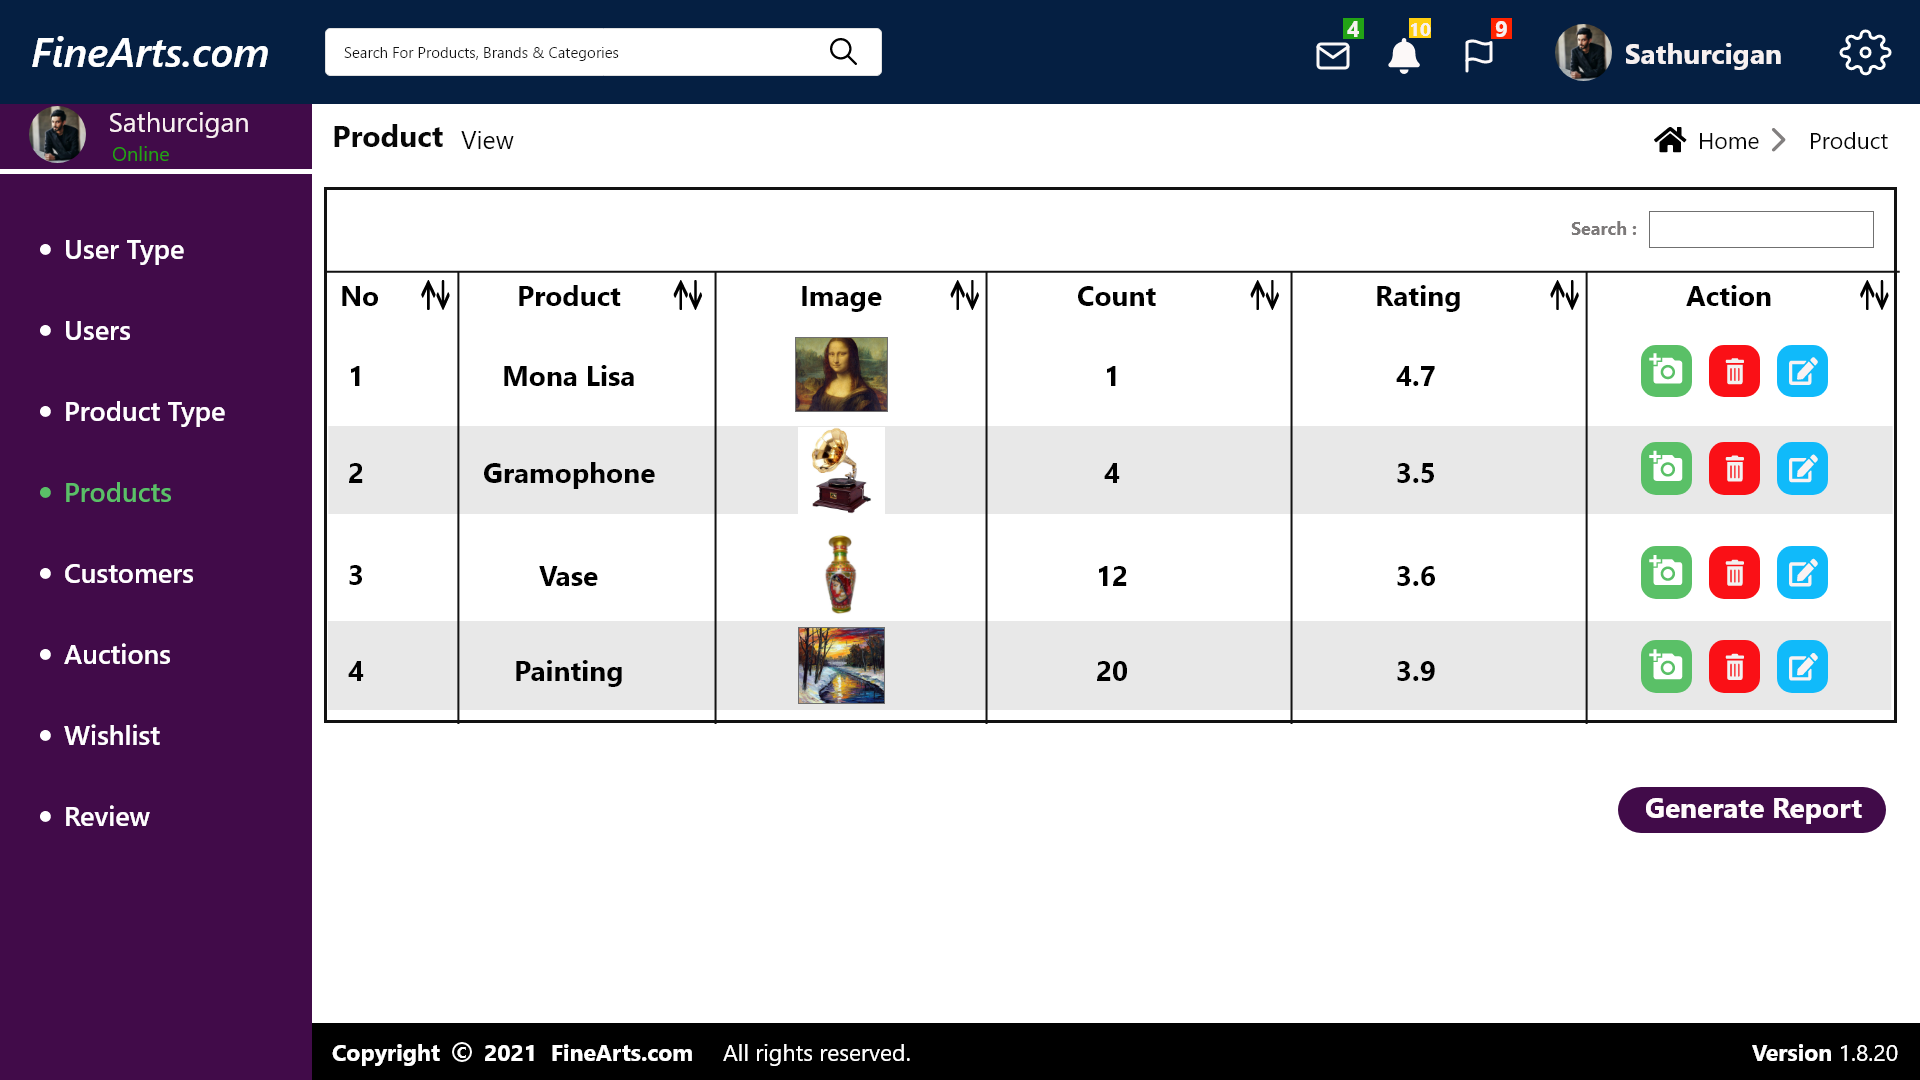 FineArts.com
Search For Products, Brands & Categories
4
10
9
Sathurcigan
Sathurcigan
Online
Product View
Home
Product
User Type
Users
Product Type
Products
Customers
Auctions
Wishlist
Review
Search :
No Product Image Count Rating Action
1 Mona Lisa 1 4.7
2 Gramophone 4 3.5
3 Vase 12 3.6
4 Painting 20 3.9
Generate Report
Copyright © 2021 FineArts.com All rights reserved.
Version 1.8.20